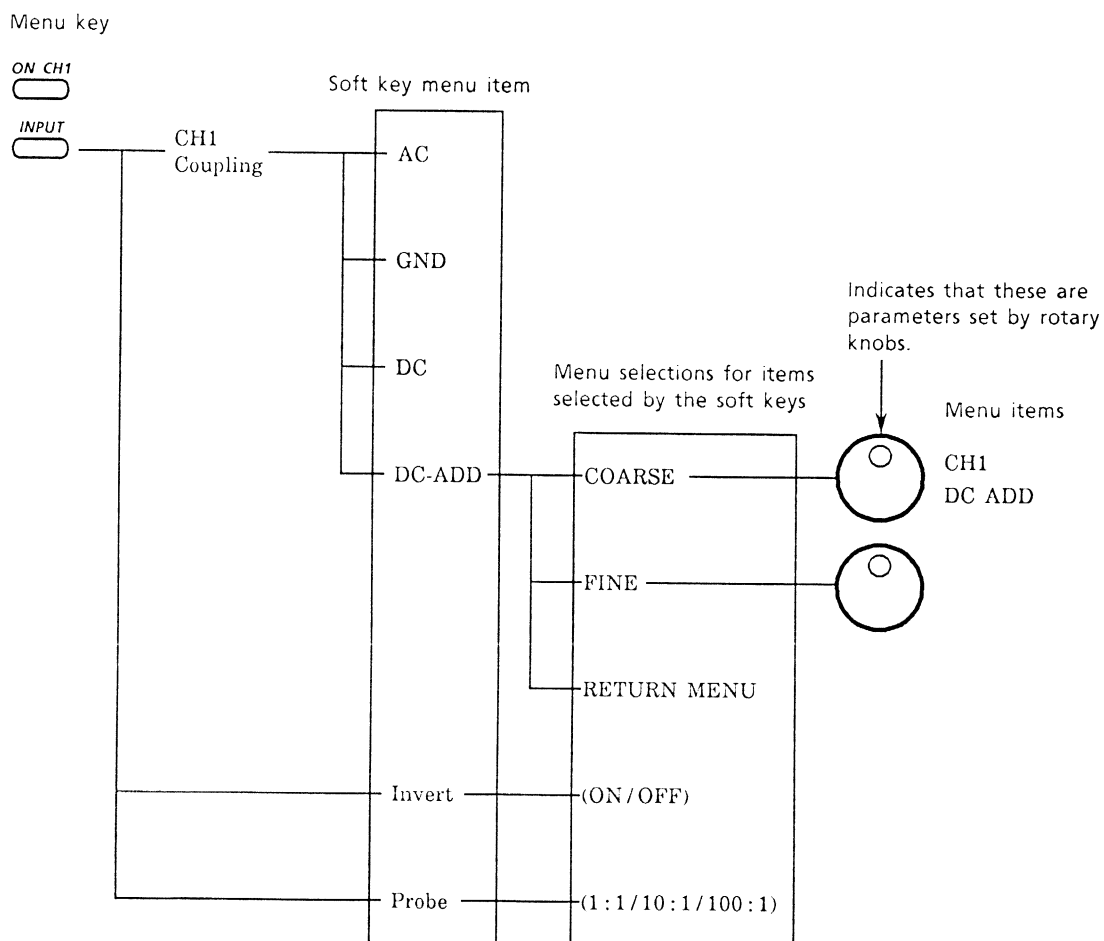 Menu key
ON CH1
Soft key menu item
INPUT
CH1
Coupling
AC
GND
Indicates that these are
parameters set by rotary
knobs.
DC
Menu selections for items
selected by the soft keys
Menu items
DC-ADD
COARSE
CH1
DC ADD
FINE
RETURN MENU
Invert
(ON/OFF)
Probe
(1:1/10:1/100:1)